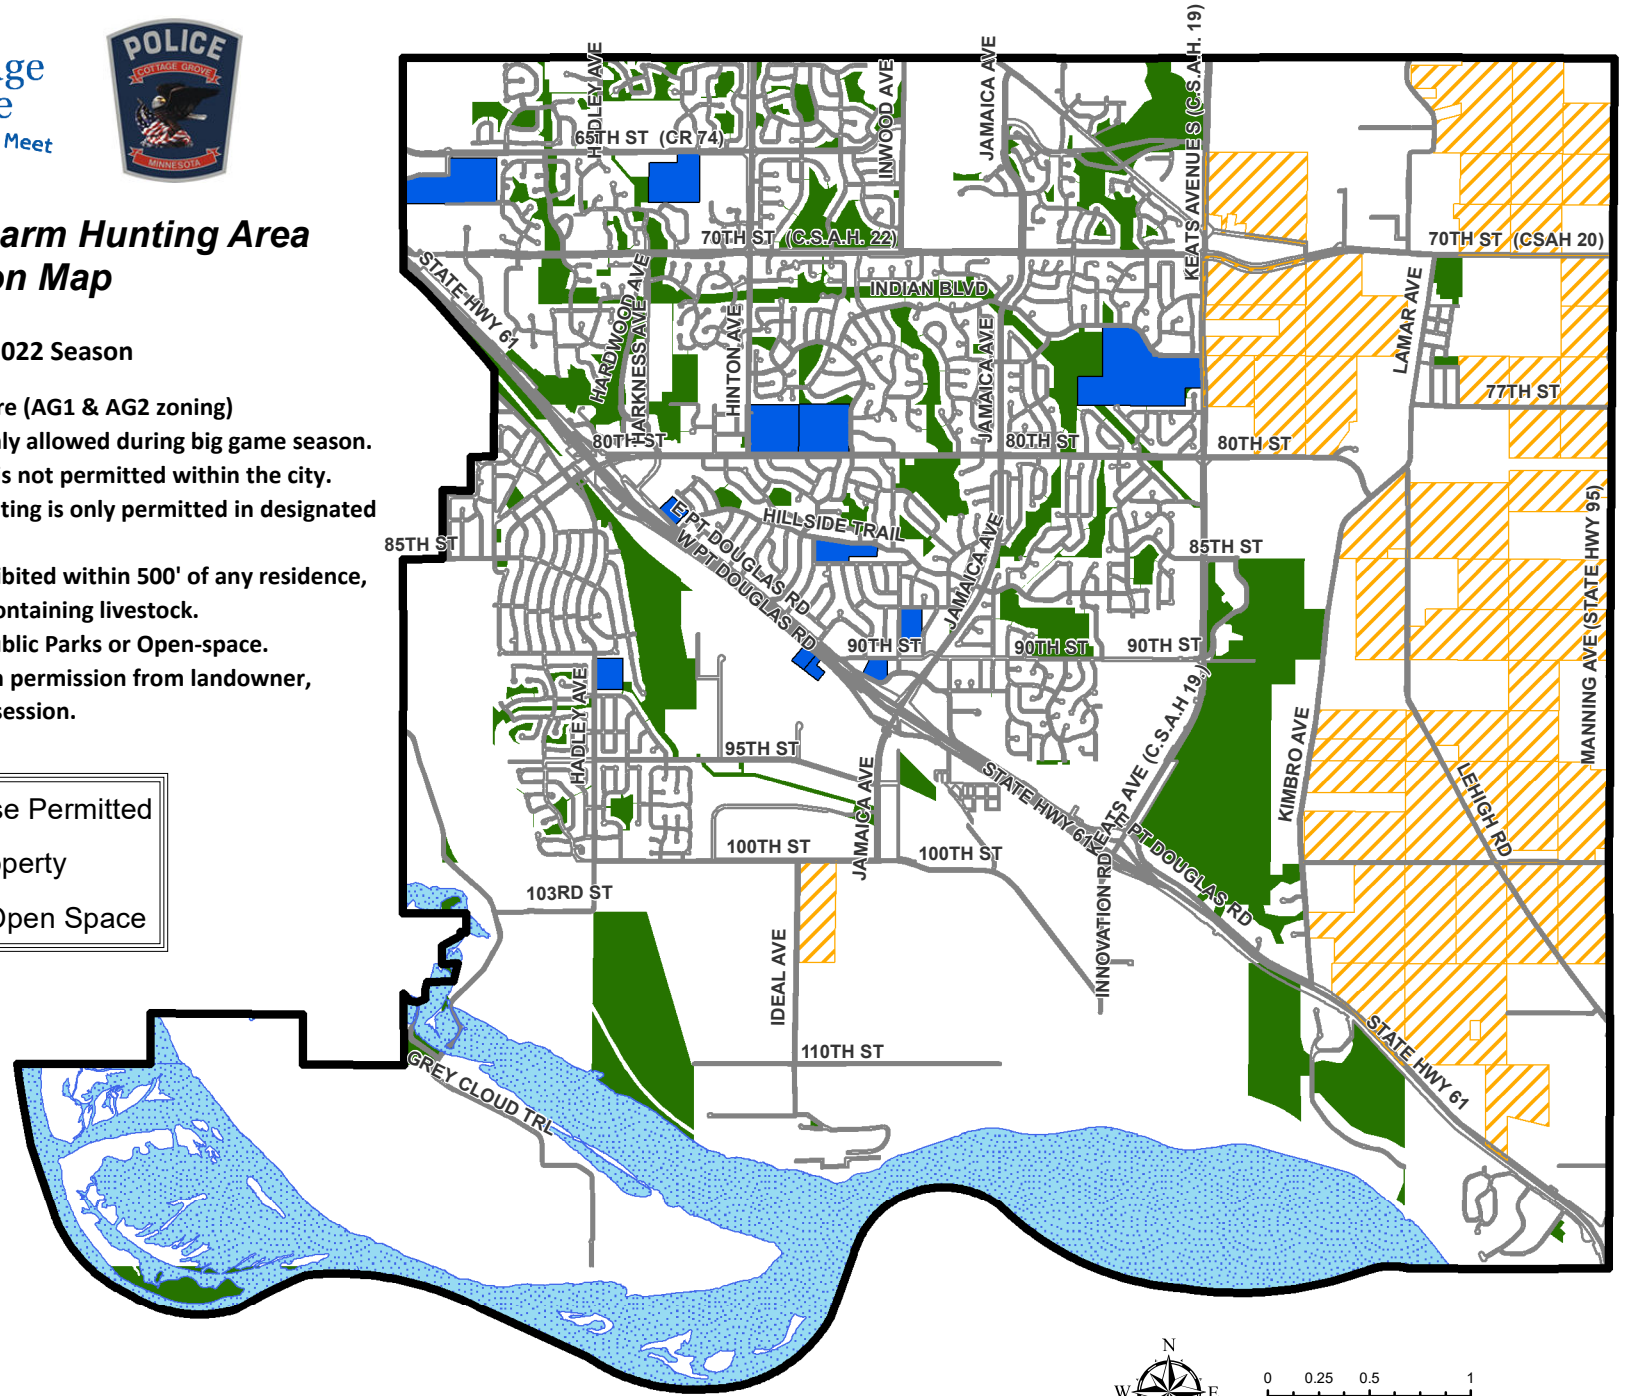 POLICE
COTTAGE GROVE
MINNESOTA
Meet
arm Hunting Area
on Map
022 Season
re (AG1 & AG2 zoning)
ly allowed during big game season.
is not permitted within the city.
ting is only permitted in designated
ibited within 500' of any residence,
ontaining livestock.
ublic Parks or Open-space.
n permission from landowner,
session.
se Permitted
operty
Open Space
HADLEY AVE
65TH ST (CR 74)
INWOOD AVE
JAMAICA AVE
KEATS AVENUE S (C.S.A.H. 19)
70TH ST (C.S.A.H. 22)
70TH ST (CSAH 20)
STATE HWY 61
INDIAN BLVD
HARDWOOD AVE
HARKNESS AVE
HINTON AVE
JAMAICA AVE
LAMAR AVE
77TH ST
80TH ST
80TH ST
80TH ST
E PT DOUGLAS RD
W PT DOUGLAS RD
HILLSIDE TRAIL
JAMAICA AVE
85TH ST
85TH ST
MANNING AVE (STATE HWY 95)
90TH ST
90TH ST
90TH ST
HADLEY AVE
95TH ST
KEATS AVE (C.S.A.H 19)
KIMBRO AVE
LEHIGH RD
STATE HWY 61
E PT DOUGLAS RD
JAMAICA AVE
100TH ST
100TH ST
103RD ST
INNOVATION RD
IDEAL AVE
110TH ST
GREY CLOUD TRL
STATE HWY 61
N
W
E
0 0.25 0.5 1